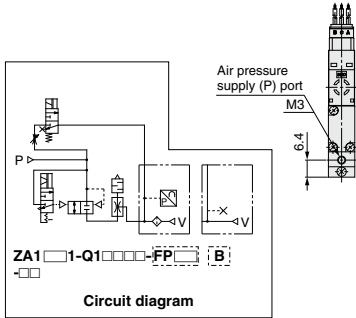 B A
Air pressure
supply (P) port
M3
6.4
P
P
V
V
ZA1□1-Q1□□□□-FP□ B
-□□
Circuit diagram